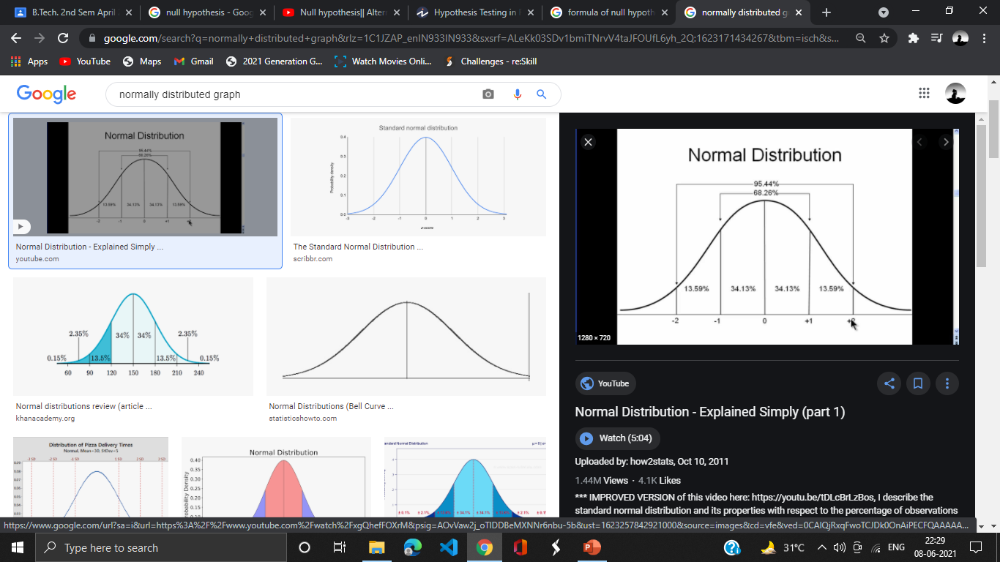 B.Tech. 2nd Sem April
null hypothesis - Goog
Null hypothesis|| Alter
Hypothesis Testing in
formula of null hypoth
normally distributed g
google.com/search?q=normally+distributed+graph&rlz=1C1JZAP_enIN933IN933&sxsrf=ALeKk03SDv1bmiTNrvV4taJFOUfL6yh_2Q:1623171434267&tbm=isch&s...
Apps
YouTube
Maps
Gmail
2021 Generation G...
Watch Movies Onli...
Challenges - re:Skill
Google
normally distributed graph
Normal Distribution
95.44%
68.26%
13.59% 34.13% 34.13% 13.59%
-2 -1 0 +1
Normal Distribution - Explained Simply ...
youtube.com
Standard normal distribution
Probability density
0.4
0.3
0.2
0.1
0.0
-3 -2 -1 0 1 2 3
z-score
The Standard Normal Distribution ...
scribbr.com
2.35% 34% 34% 2.35%
0.15% 13.5% 13.5% 0.15%
60 90 120 150 180 210 240
Normal distributions review (article ...
khanacademy.org
Normal Distributions (Bell Curve ...
statisticshowto.com
Distribution of Pizza Delivery Times
Normal, Mean=30, StDev=5
Normal Distribution
0.40
0.35
0.30
0.25
0.20
0.15
Probability Density
Normal Distribution
95.44%
68.26%
13.59% 34.13% 34.13% 13.59%
-2 -1 0 +1 +2
1280 × 720
YouTube
Normal Distribution - Explained Simply (part 1)
Watch (5:04)
Uploaded by: how2stats, Oct 10, 2011
1.44M Views · 4.1K Likes
*** IMPROVED VERSION of this video here: https://youtu.be/tDLcBrLzBos, I describe the
standard normal distribution and its properties with respect to the percentage of observations
https://www.google.com/url?sa=i&url=https%3A%2F%2Fwww.youtube.com%2Fwatch%2FxgQhefFOXrM&psig=AOvVaw2j_oTlDDBeMXNNr6nbu-5b&ust=1623257842921000&source=images&cd=vfe&ved=0CAIQjRxqFwoTCJDk0OnAiPECFQAAAAA...
Type here to search
31°C
ENG
22:29
08-06-2021